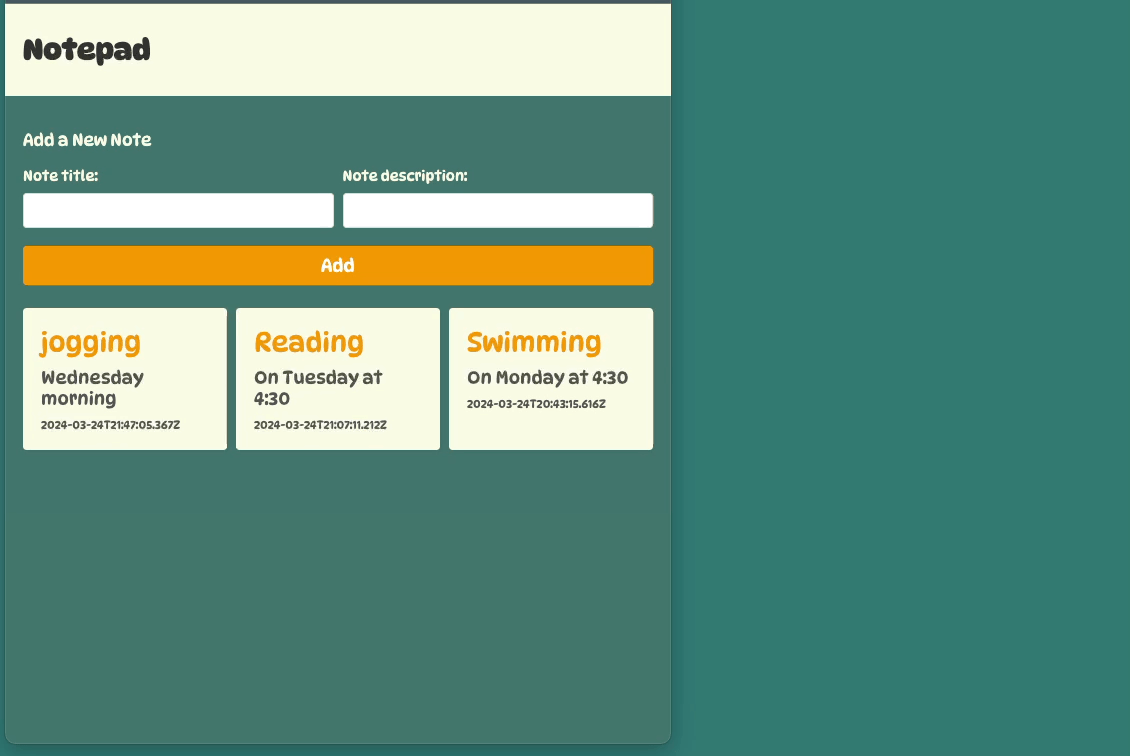 Notepad
Add a New Note
Note title:
Note description:
Add
jogging
Wednesday
morning
2024-03-24T21:47:05.367Z
Reading
On Tuesday at
4:30
2024-03-24T21:07:11.212Z
Swimming
On Monday at 4:30
2024-03-24T20:43:15.616Z